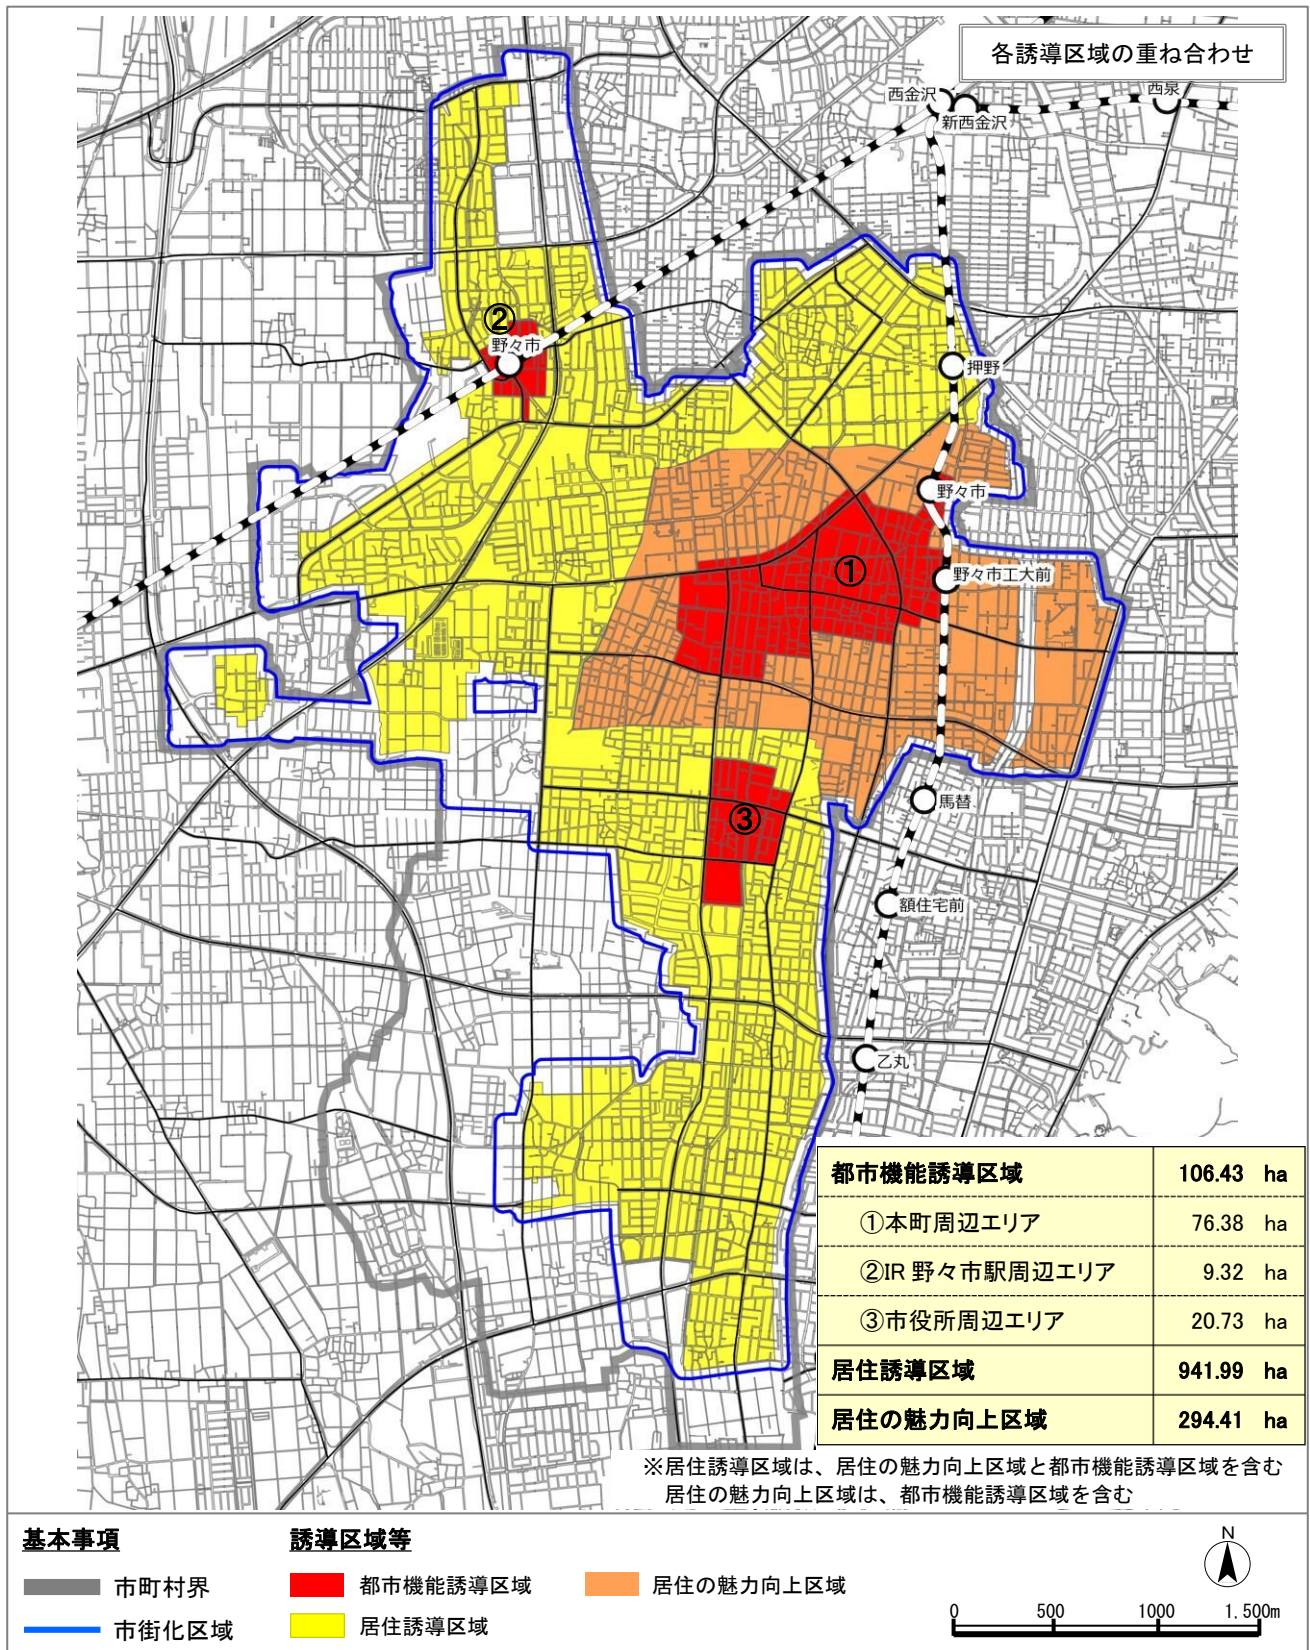 各誘導区域の重ね合わせ
西金沢
西泉
新西金沢
②
野々市
押野
野々市
①
野々市工大前
馬替
③
額住宅前
乙丸
都市機能誘導区域 106.43 ha
①本町周辺エリア 76.38 ha
②IR 野々市駅周辺エリア 9.32 ha
③市役所周辺エリア 20.73 ha
居住誘導区域 941.99 ha
居住の魅力向上区域 294.41 ha
※居住誘導区域は、居住の魅力向上区域と都市機能誘導区域を含む
居住の魅力向上区域は、都市機能誘導区域を含む
基本事項 誘導区域等
市町村界 都市機能誘導区域 居住の魅力向上区域
市街化区域 居住誘導区域
N
0 500 1000 1,500m